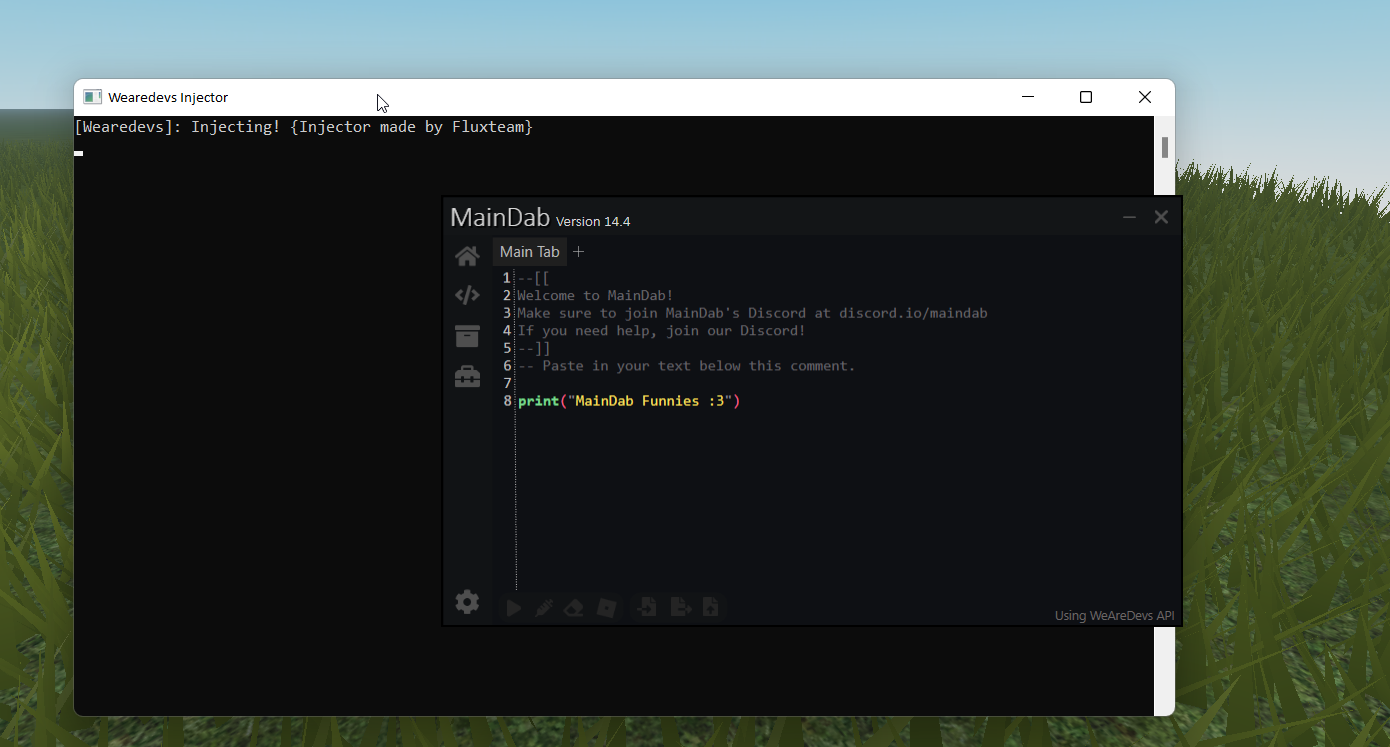 Wearedevs Injector
[Wearedevs]: Injecting! {Injector made by Fluxteam}
MainDab Version 14.4
Main Tab +
1 --[[
2 Welcome to MainDab!
3 Make sure to join MainDab's Discord at discord.io/maindab
4 If you need help, join our Discord!
5 --]]
6 -- Paste in your text below this comment.
7
8 print("MainDab Funnies :3")
Using WeAreDevs API